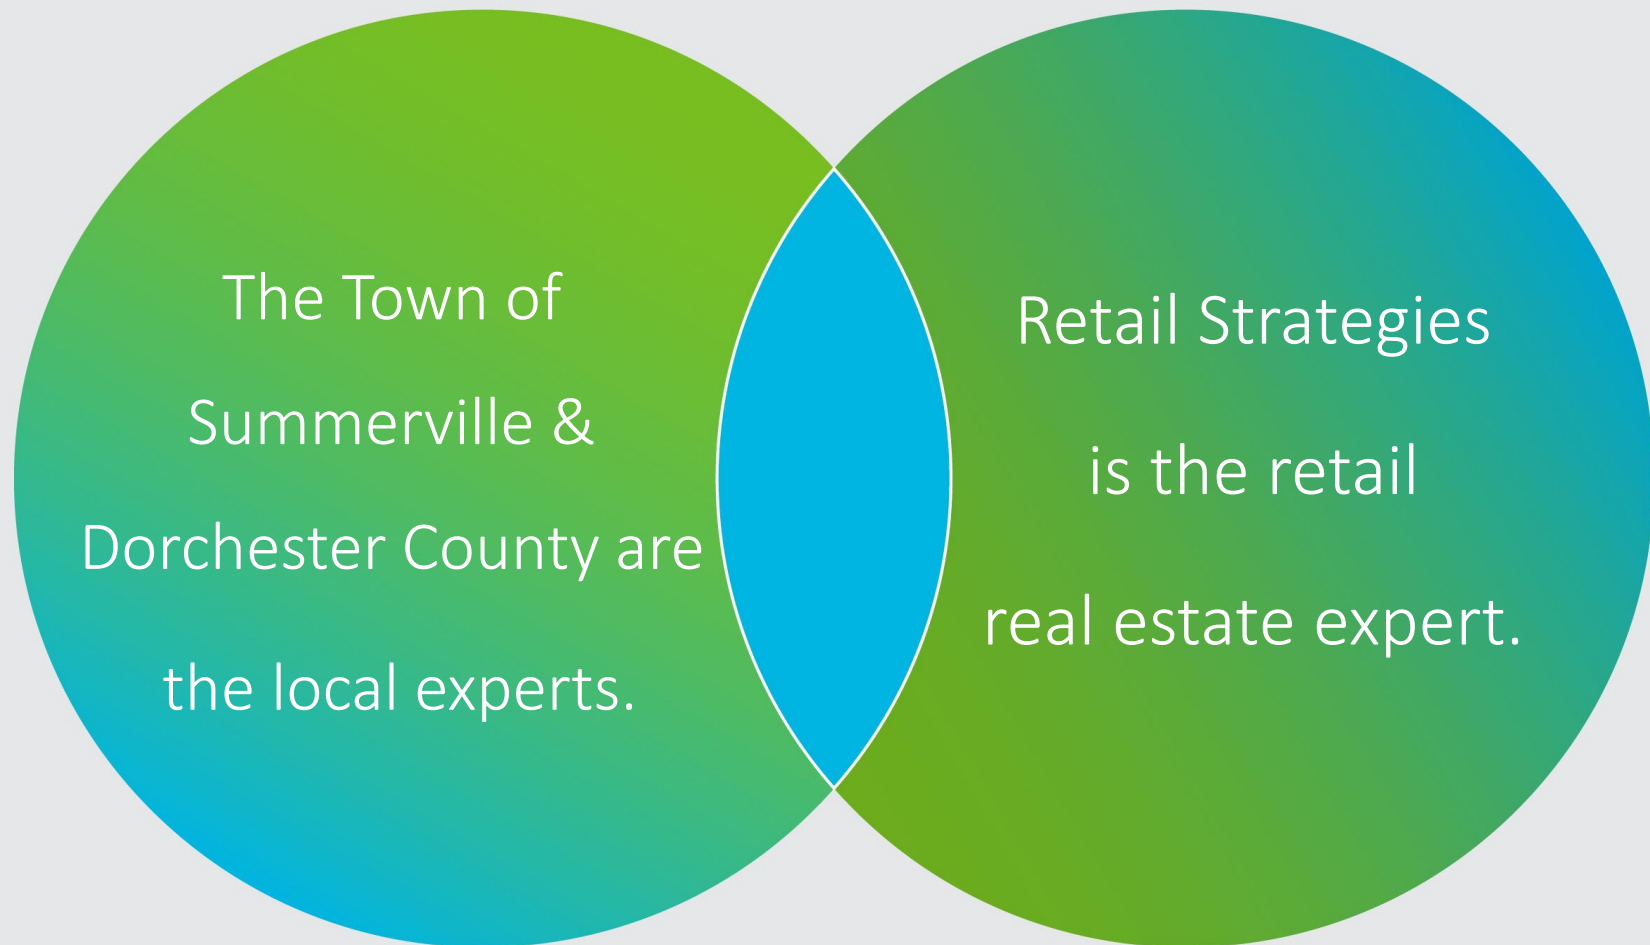 The Town of
Summerville &
Dorchester County are
the local experts.
Retail Strategies
is the retail
real estate expert.